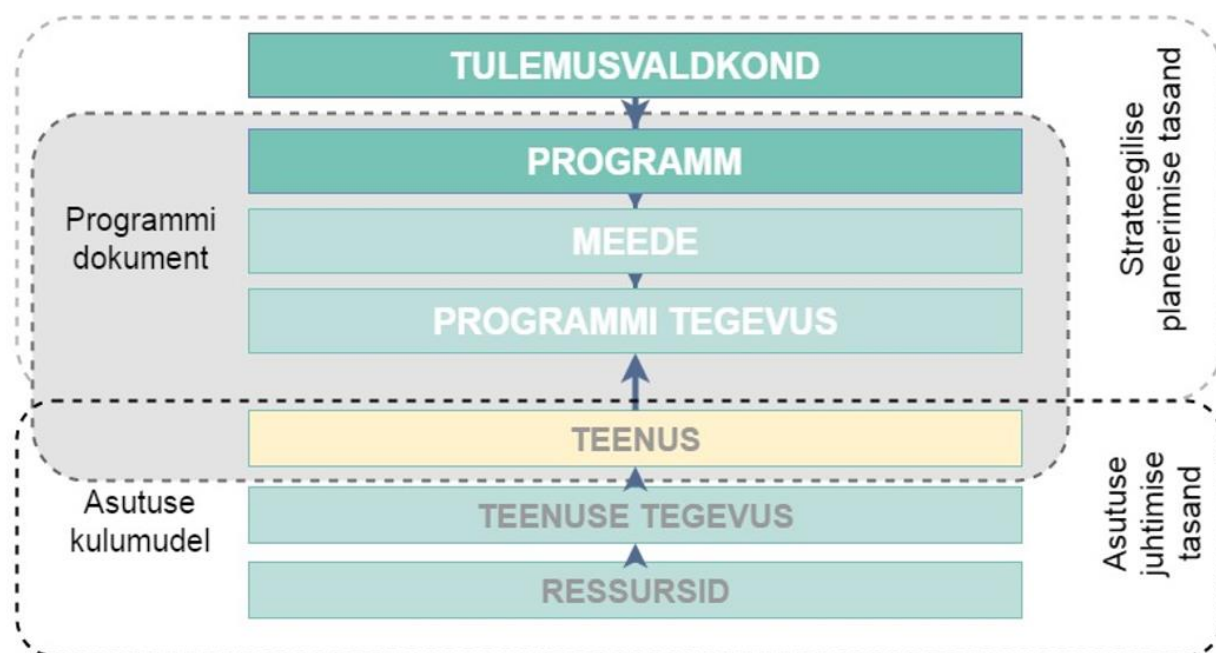 TULEMUSVALDKOND
PROGRAMM
MEEDE
PROGRAMMI TEGEVUS
TEENUS
TEENUSE TEGEVUS
RESSURSID
Programmi
dokument
Asutuse
kulumudel
Strateegilise
planeerimise tasand
Asutuse
juhtimise
tasand